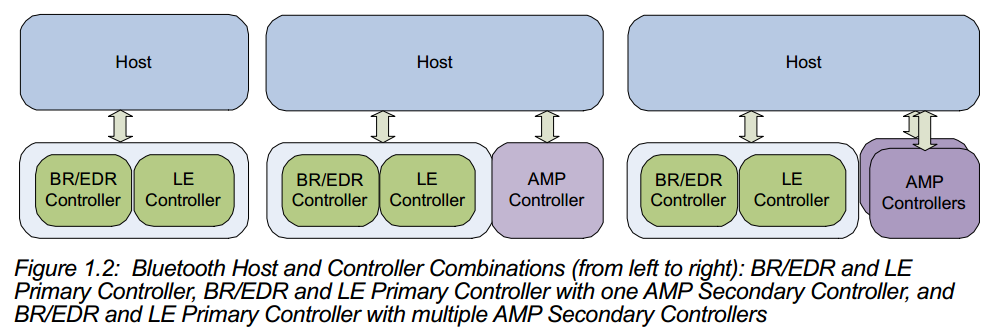 Host
Host
Host
BR/EDR
Controller
LE
Controller
BR/EDR
Controller
LE
Controller
AMP
Controller
BR/EDR
Controller
LE
Controller
AMP
Controllers
Figure 1.2: Bluetooth Host and Controller Combinations (from left to right): BR/EDR and LE
Primary Controller, BR/EDR and LE Primary Controller with one AMP Secondary Controller, and
BR/EDR and LE Primary Controller with multiple AMP Secondary Controllers